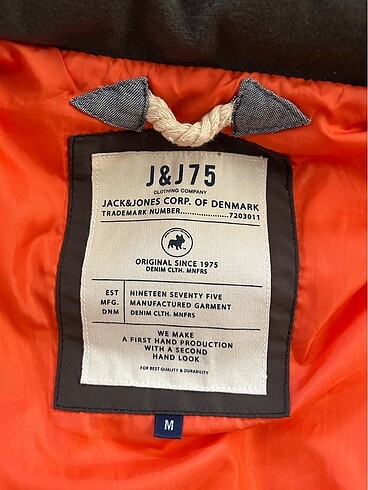 J&J75
CLOTHING COMPANY
JACK&JONES CORP. OF DENMARK
TRADEMARK NUMBER....................7203011
ORIGINAL SINCE 1975
DENIM CLTH. MNFRS
EST NINETEEN SEVENTY FIVE
MFG. MANUFACTURED GARMENT
DNM DENIM CLTH. MNFRS
WE MAKE
A FIRST HAND PRODUCTION
WITH A SECOND
HAND LOOK
FOR BEST QUALITY & DURABILITY
M